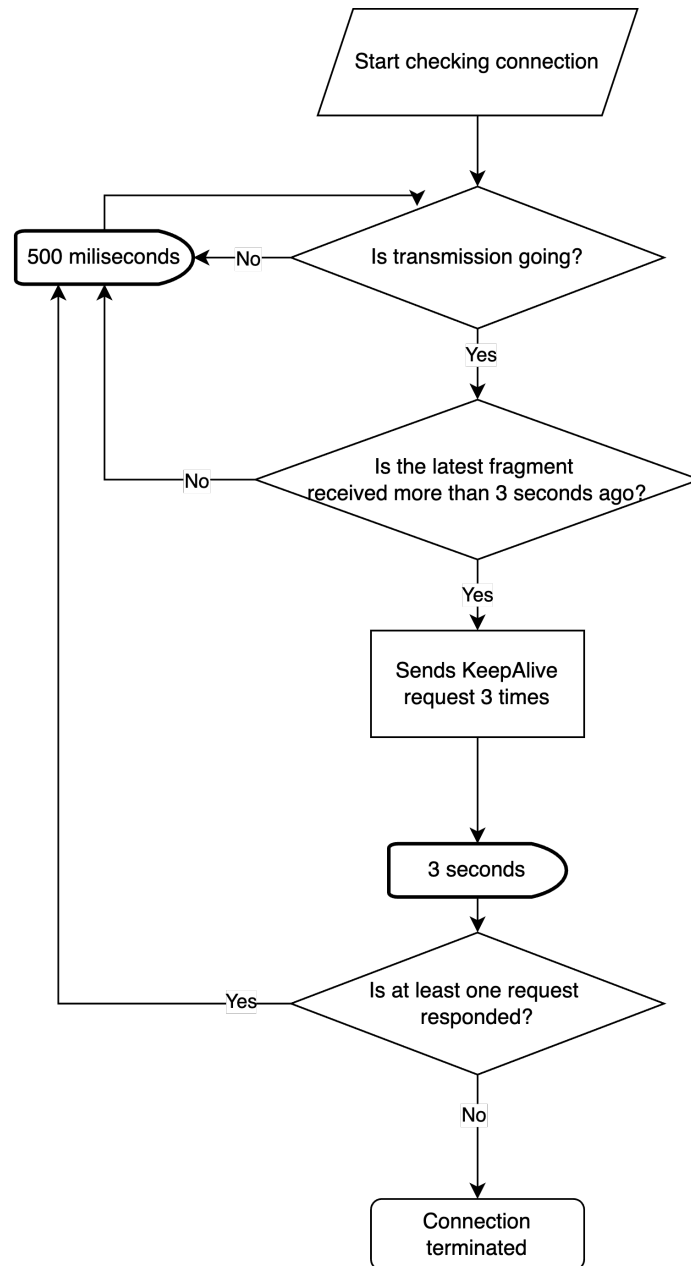 Start checking connection
500 miliseconds
No
Is transmission going?
Yes
Is the latest fragment
received more than 3 seconds ago?
No
Yes
Sends KeepAlive
request 3 times
3 seconds
Is at least one request
responded?
Yes
No
Connection
terminated